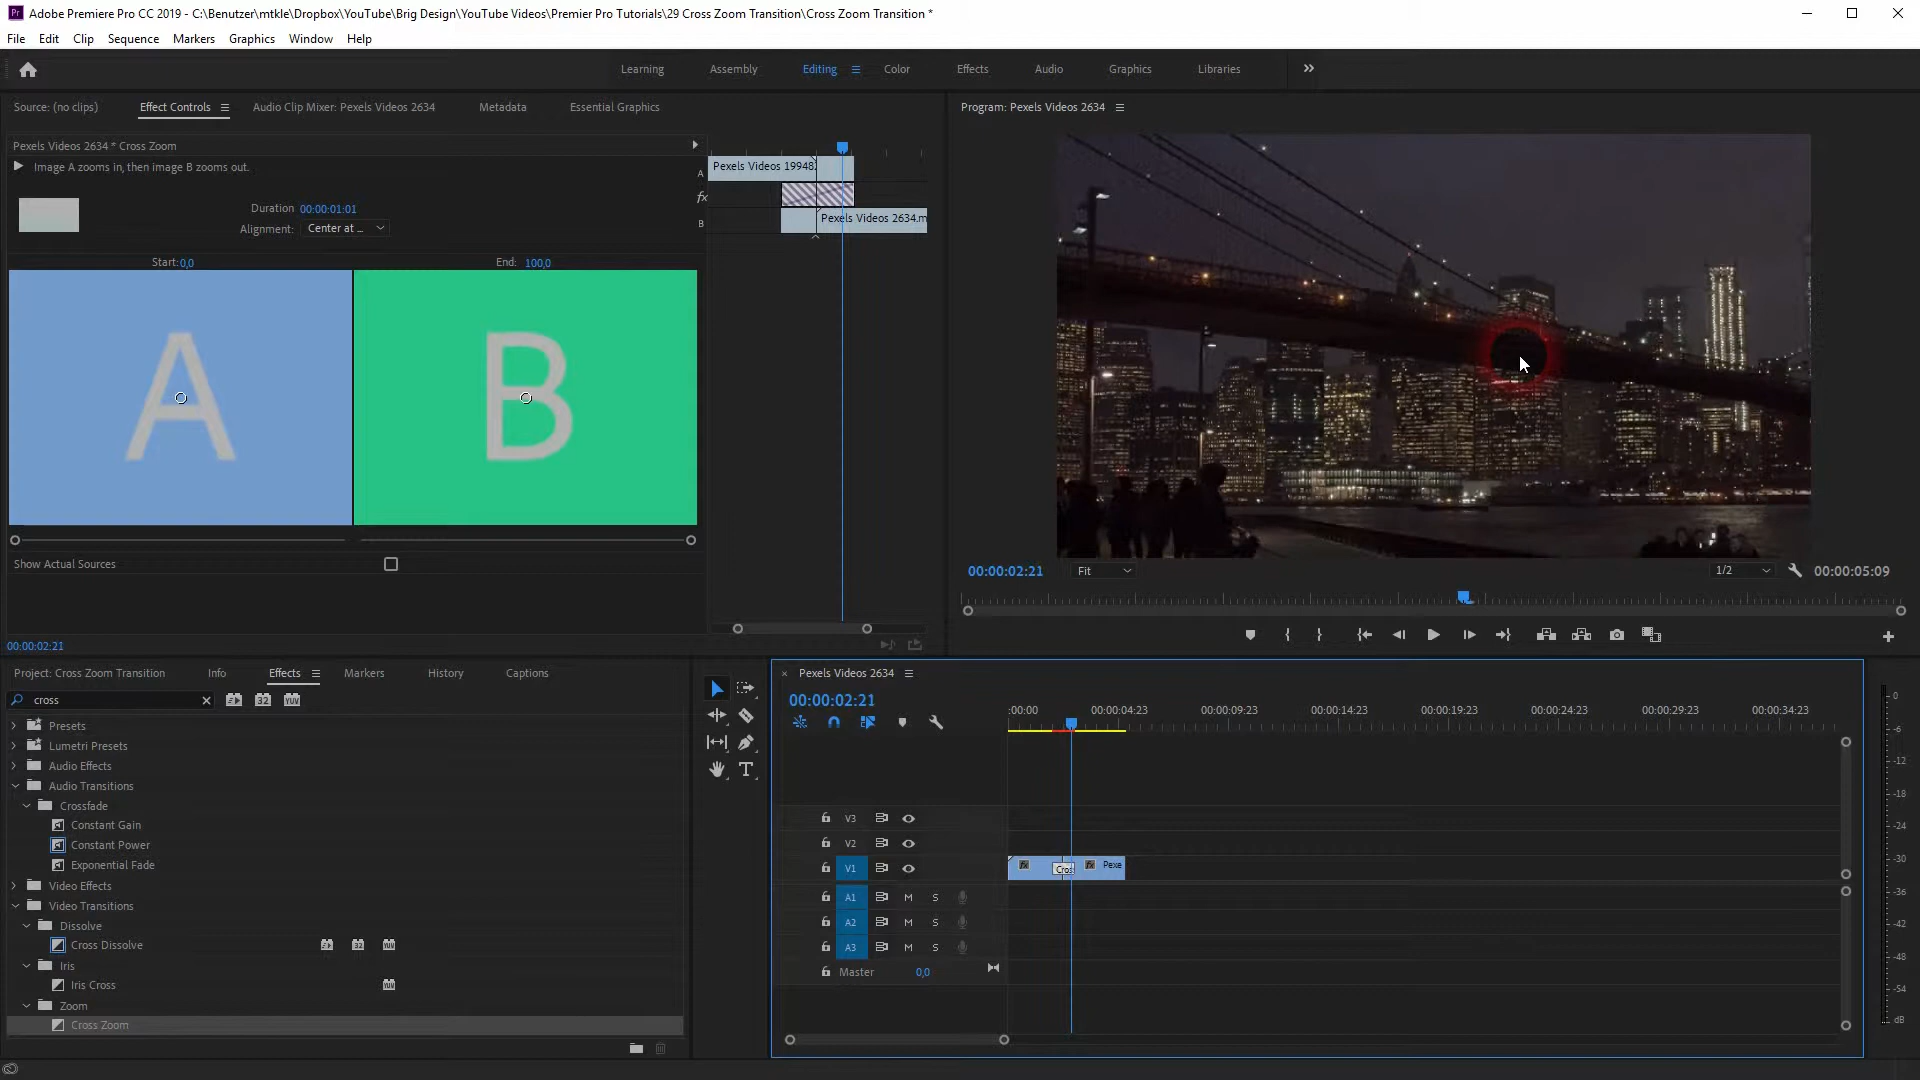 Pr Adobe Premiere Pro CC 2019 - C:\Benutzer\mtkle\Dropbox\YouTube\Brig Design\YouTube Videos\Premier Pro Tutorials\29 Cross Zoom Transition\Cross Zoom Transition *
File Edit Clip Sequence Markers Graphics Window Help
Learning Assembly Editing Color Effects Audio Graphics Libraries
Source: (no clips) Effect Controls Audio Clip Mixer: Pexels Videos 2634 Metadata Essential Graphics
Program: Pexels Videos 2634
Pexels Videos 2634 * Cross Zoom
Image A zooms in, then image B zooms out.
Duration 00:00:01:01
Alignment: Center at ...
Start: 0,0 End: 100,0
A B
Show Actual Sources
00:00:02:21
A Pexels Videos 19948
fx
B Pexels Videos 2634.m
00:00:02:21 Fit 1/2 00:00:05:09
Project: Cross Zoom Transition Info Effects Markers History Captions
cross 32 YUV
Presets
Lumetri Presets
Audio Effects
Audio Transitions
Crossfade
Constant Gain
Constant Power
Exponential Fade
Video Effects
Video Transitions
Dissolve
Cross Dissolve 32 YUV
Iris
Iris Cross YUV
Zoom
Cross Zoom
T
× Pexels Videos 2634
00:00:02:21
:00:00 00:00:04:23 00:00:09:23 00:00:14:23 00:00:19:23 00:00:24:23 00:00:29:23 00:00:34:23
V3
V2
V1 fx Cros fx Pexe
A1 M S
A2 M S
A3 M S
Master 0,0
0
-6
-12
-18
-24
-30
-36
-42
-48
-54
dB